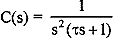 C(s) = 1 / (s²(τs+1))